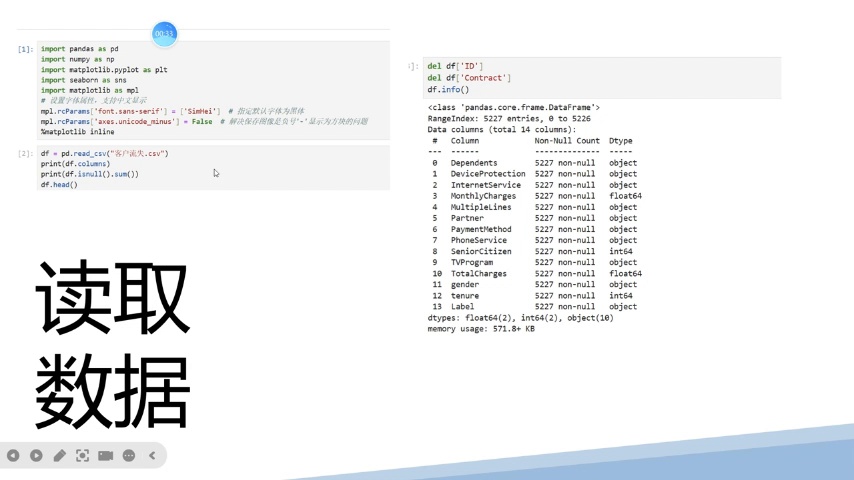 00:33
[1]:
import pandas as pd
import numpy as np
import matplotlib.pyplot as plt
import seaborn as sns
import matplotlib as mpl
# 设置字体属性，支持中文显示
mpl.rcParams['font.sans-serif'] = ['SimHei']  # 指定默认字体为黑体
mpl.rcParams['axes.unicode_minus'] = False  # 解决保存图像是负号'-'显示为方块的问题
%matplotlib inline
[2]:
df = pd.read_csv("客户流失.csv")
print(df.columns)
print(df.isnull().sum())
df.head()
读取
数据
]:
del df['ID']
del df['Contract']
df.info()
<class 'pandas.core.frame.DataFrame'>
RangeIndex: 5227 entries, 0 to 5226
Data columns (total 14 columns):
 #   Column            Non-Null Count  Dtype
---  ------            --------------  -----
 0   Dependents        5227 non-null   object
 1   DeviceProtection  5227 non-null   object
 2   InternetService   5227 non-null   object
 3   MonthlyCharges    5227 non-null   float64
 4   MultipleLines     5227 non-null   object
 5   Partner           5227 non-null   object
 6   PaymentMethod     5227 non-null   object
 7   PhoneService      5227 non-null   object
 8   SeniorCitizen     5227 non-null   int64
 9   TVProgram         5227 non-null   object
 10  TotalCharges      5227 non-null   float64
 11  gender            5227 non-null   object
 12  tenure            5227 non-null   int64
 13  Label             5227 non-null   object
dtypes: float64(2), int64(2), object(10)
memory usage: 571.8+ KB